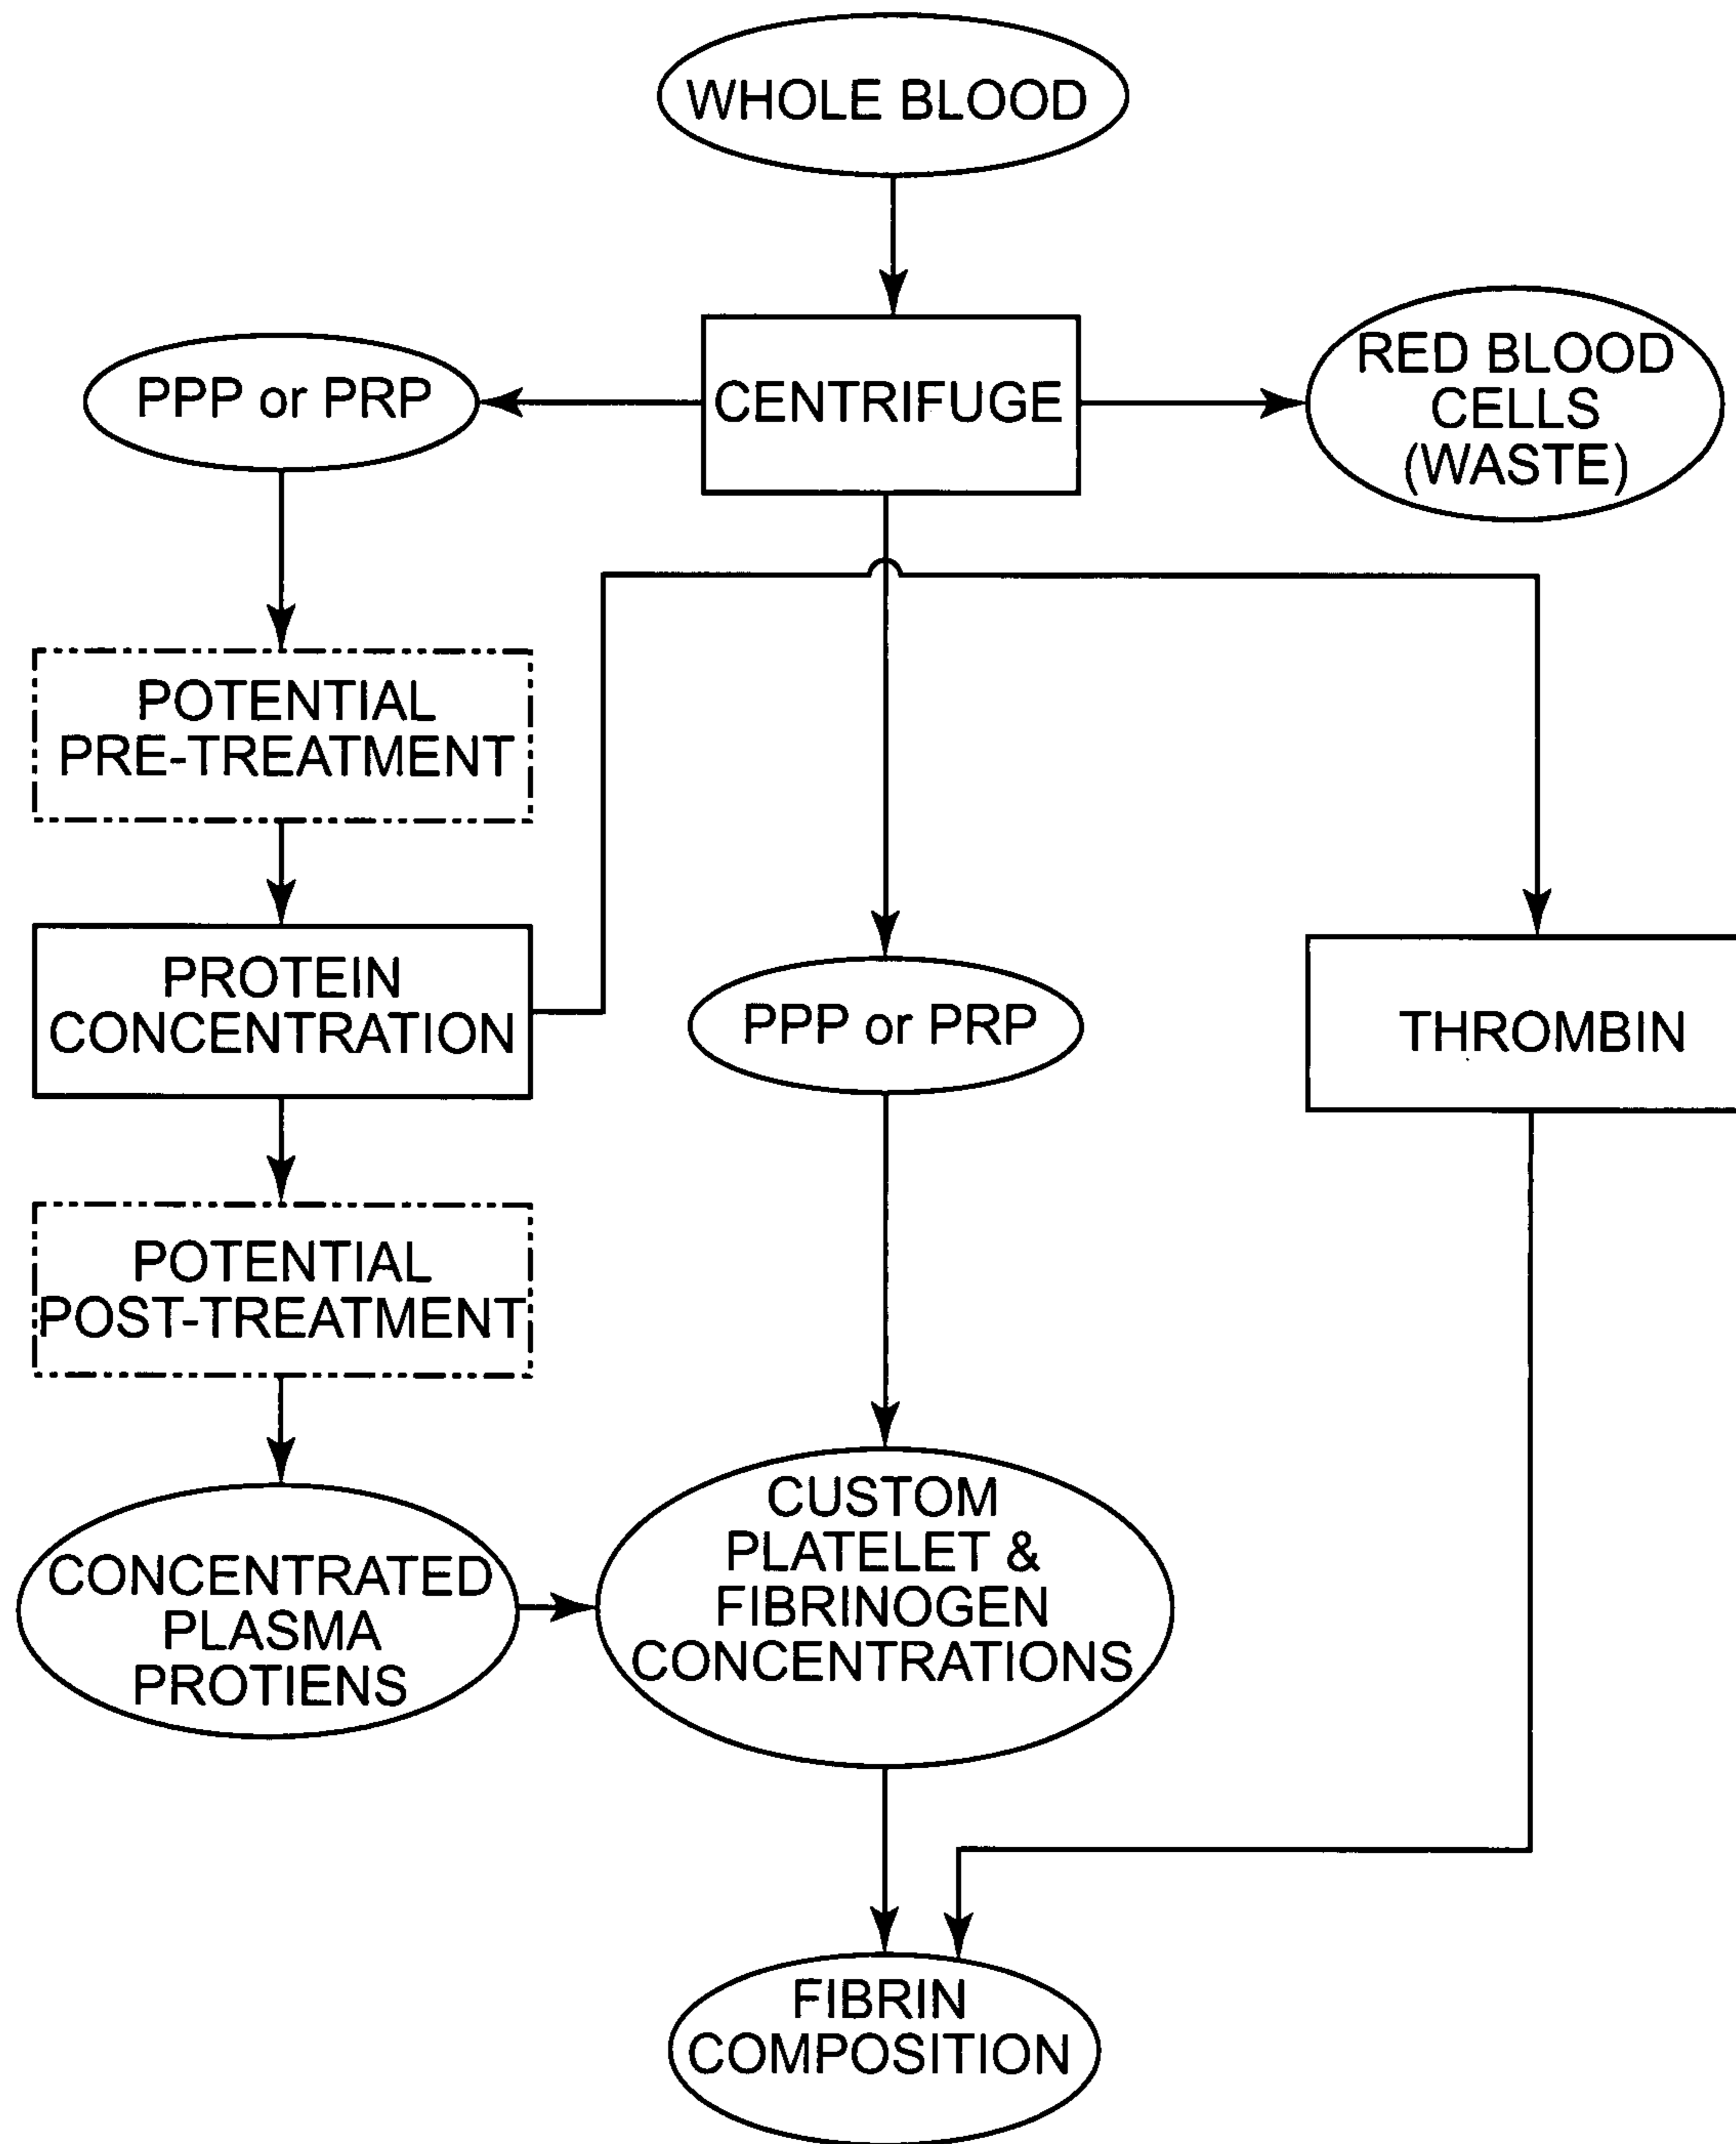 WHOLE BLOOD
PPP or PRP
CENTRIFUGE
RED BLOOD
CELLS
(WASTE)
POTENTIAL
PRE-TREATMENT
PROTEIN
CONCENTRATION
PPP or PRP
THROMBIN
POTENTIAL
POST-TREATMENT
CONCENTRATED
PLASMA
PROTIENS
CUSTOM
PLATELET &
FIBRINOGEN
CONCENTRATIONS
FIBRIN
COMPOSITION